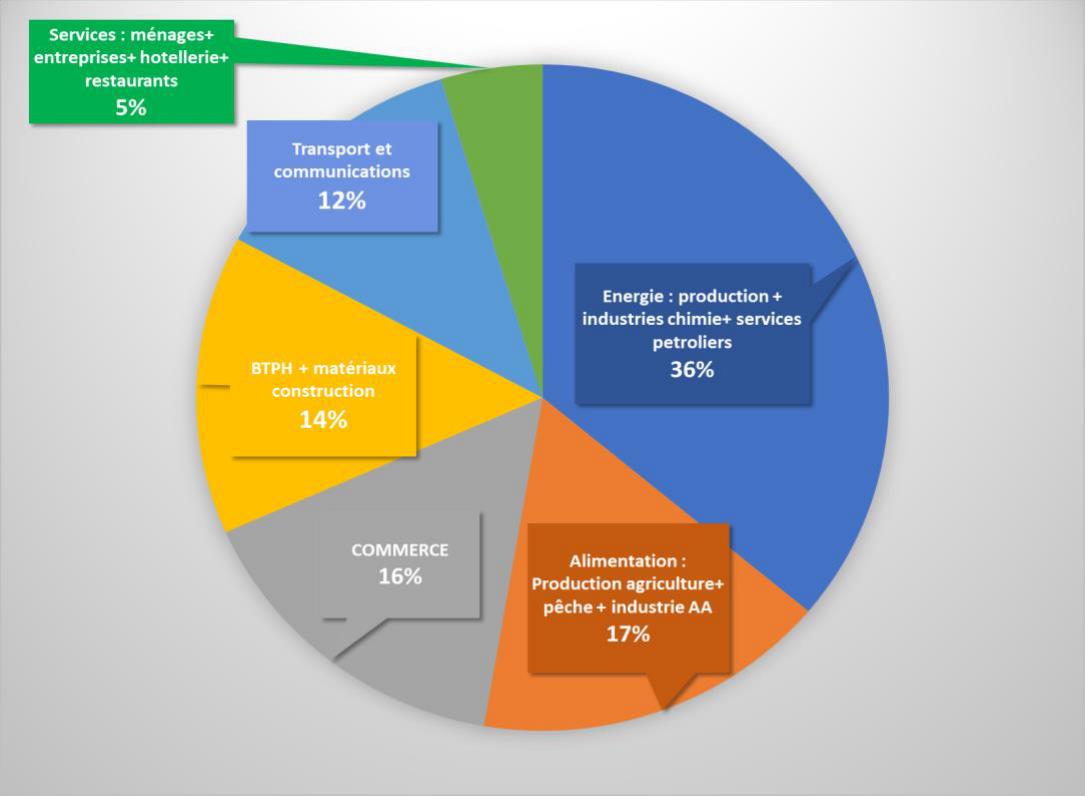 Services : ménages+
entreprises+ hotellerie+
restaurants
5%
Transport et
communications
12%
Energie : production +
industries chimie+ services
petroliers
36%
BTPH + matériaux
construction
14%
COMMERCE
16%
Alimentation :
Production agriculture+
pêche + industrie AA
17%